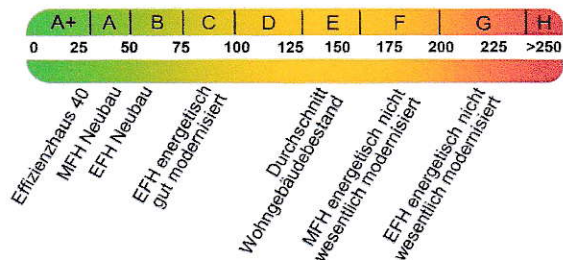 A+ A B C D E F G H
0 25 50 75 100 125 150 175 200 225 >250
Effizienzhaus 40
MFH Neubau
EFH Neubau
EFH energetisch
gut modernisiert
Durchschnitt
Wohngebäudebestand
MFH energetisch nicht
wesentlich modernisiert
EFH energetisch nicht
wesentlich modernisiert